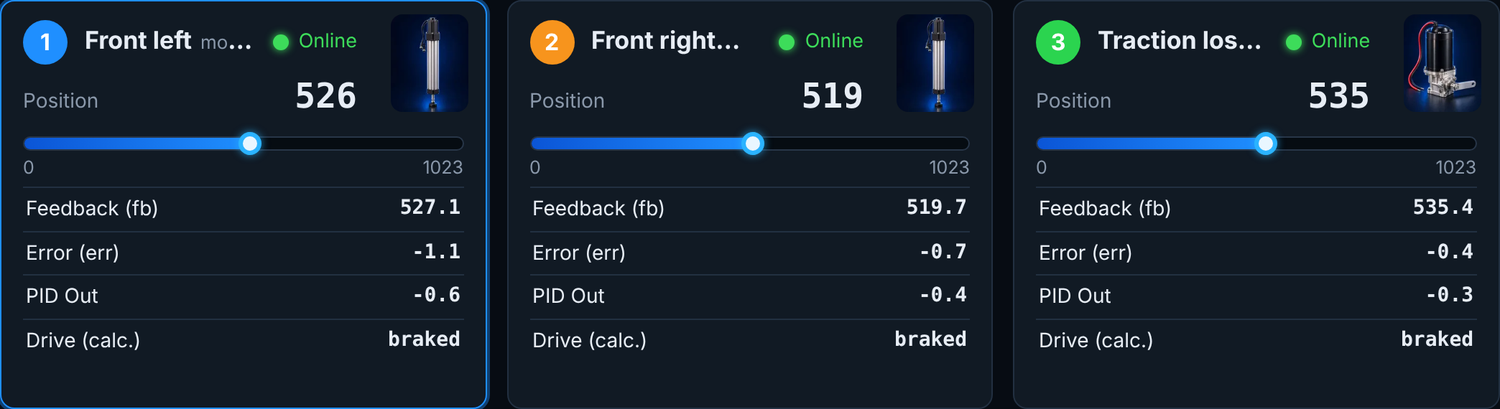 1 Front left mo... Online
Position 526
0 1023
Feedback (fb) 527.1
Error (err) -1.1
PID Out -0.6
Drive (calc.) braked
2 Front right... Online
Position 519
0 1023
Feedback (fb) 519.7
Error (err) -0.7
PID Out -0.4
Drive (calc.) braked
3 Traction los... Online
Position 535
0 1023
Feedback (fb) 535.4
Error (err) -0.4
PID Out -0.3
Drive (calc.) braked